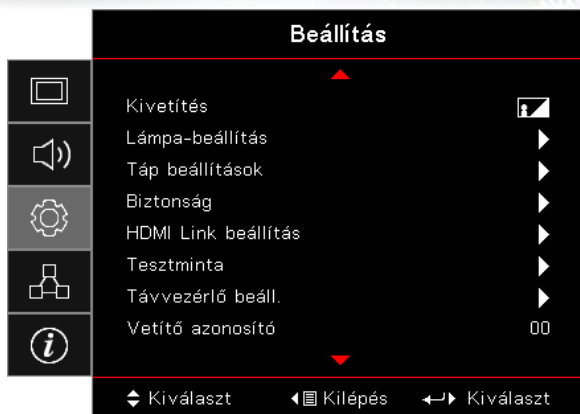 Beállítás
Kivetítés
Lámpa-beállítás
Táp beállítások
Biztonság
HDMI Link beállítás
Tesztminta
Távvezérlő beáll.
Vetítő azonosító 00
Kiválaszt Kilépés Kiválaszt